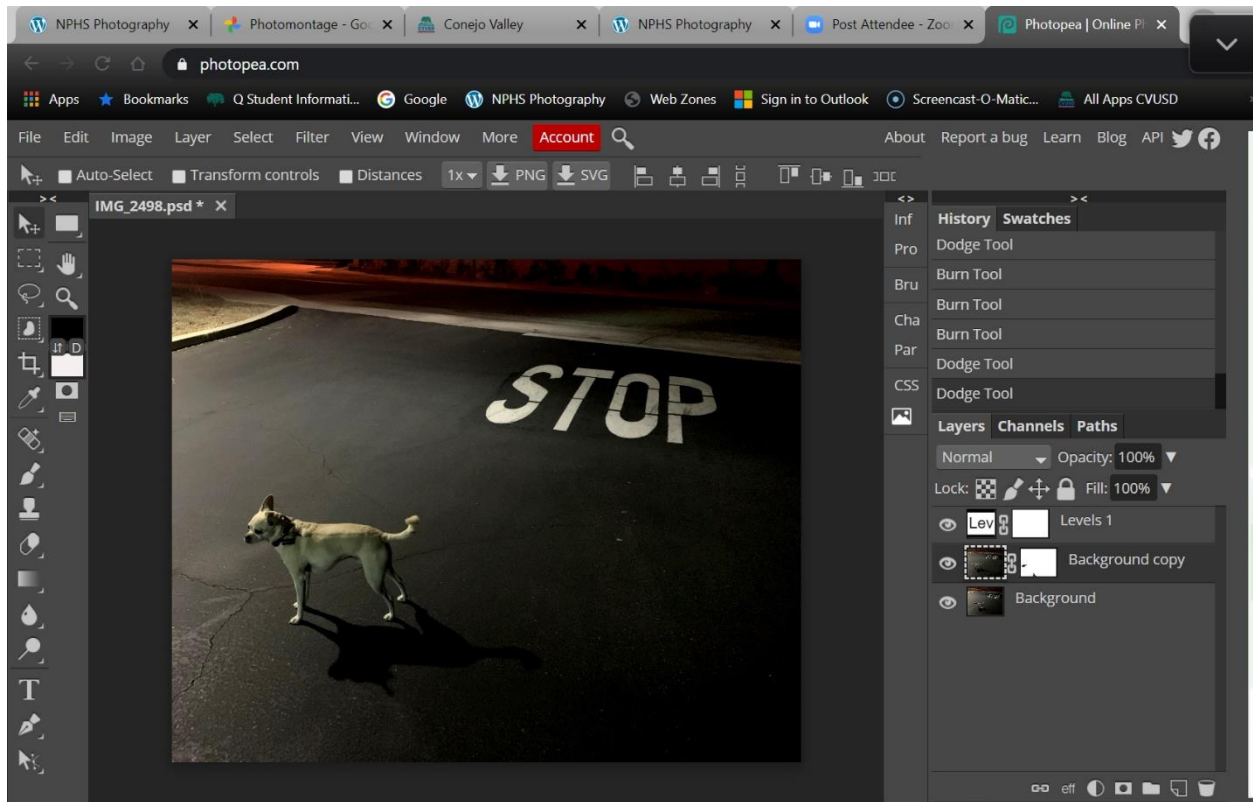 NPHS Photography
Photomontage - Goo
Conejo Valley
NPHS Photography
Post Attendee - Zoo
Photopea | Online P
photopea.com
Apps Bookmarks Q Student Informati... Google NPHS Photography Web Zones Sign in to Outlook Screencast-O-Matic... All Apps CVUSD
File Edit Image Layer Select Filter View Window More Account About Report a bug Learn Blog API
Auto-Select Transform controls Distances 1x PNG SVG
IMG_2498.psd *
Inf
Pro
Bru
Cha
Par
CSS
History Swatches
Dodge Tool
Burn Tool
Burn Tool
Burn Tool
Dodge Tool
Dodge Tool
Layers Channels Paths
Normal Opacity: 100%
Lock: Fill: 100%
Lev Levels 1
Background copy
Background
D
T
STOP
eff